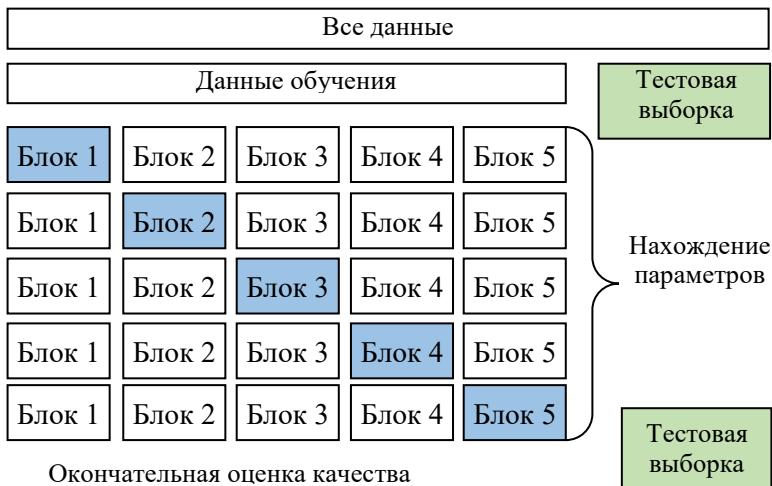 Все данные
Данные обучения
Тестовая
выборка
Блок 1 Блок 2 Блок 3 Блок 4 Блок 5
Блок 1 Блок 2 Блок 3 Блок 4 Блок 5
Блок 1 Блок 2 Блок 3 Блок 4 Блок 5
Блок 1 Блок 2 Блок 3 Блок 4 Блок 5
Блок 1 Блок 2 Блок 3 Блок 4 Блок 5
Нахождение
параметров
Окончательная оценка качества
Тестовая
выборка